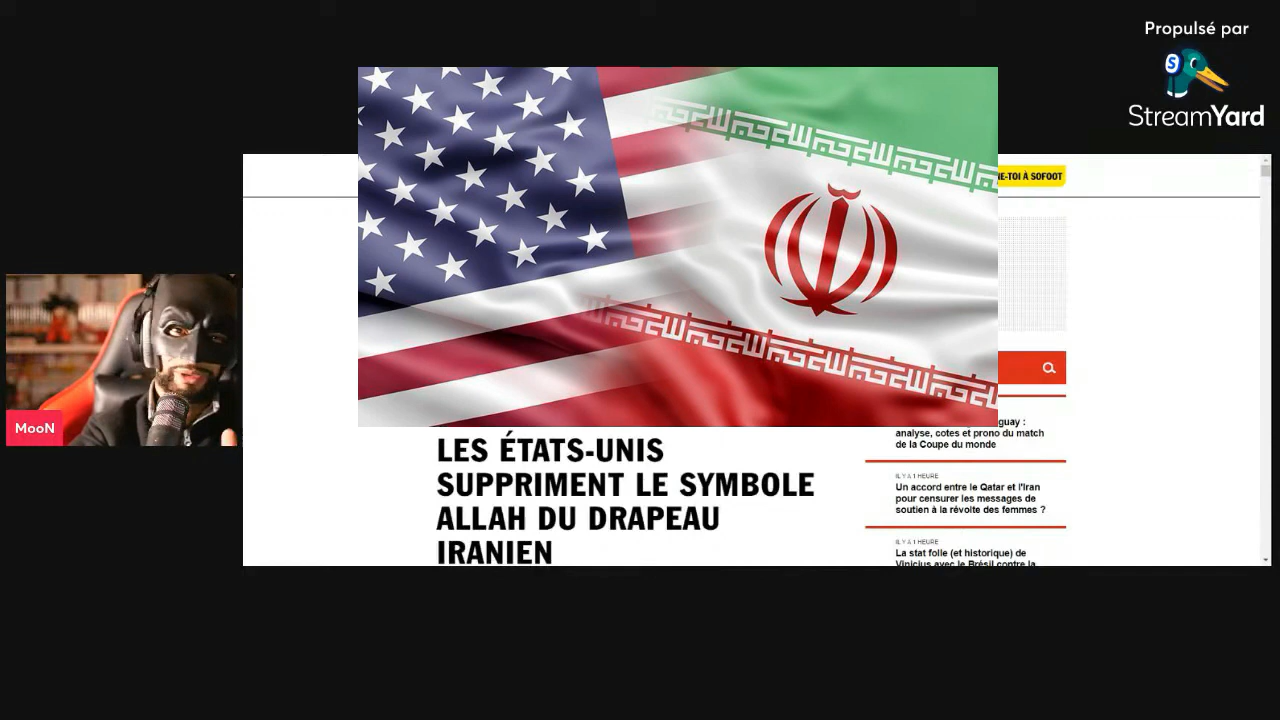 Propulsé par
StreamYard
MooN
NE-TOI À SOFOOT
LES ÉTATS-UNIS
SUPPRIMENT LE SYMBOLE
ALLAH DU DRAPEAU
IRANIEN
guay :
analyse, cotes et prono du match
de la Coupe du monde
IL Y A 1 HEURE
Un accord entre le Qatar et l'Iran
pour censurer les messages de
soutien à la révolte des femmes ?
IL Y A 1 HEURE
La stat folle (et historique) de
Vinicius avec le Brésil contre la